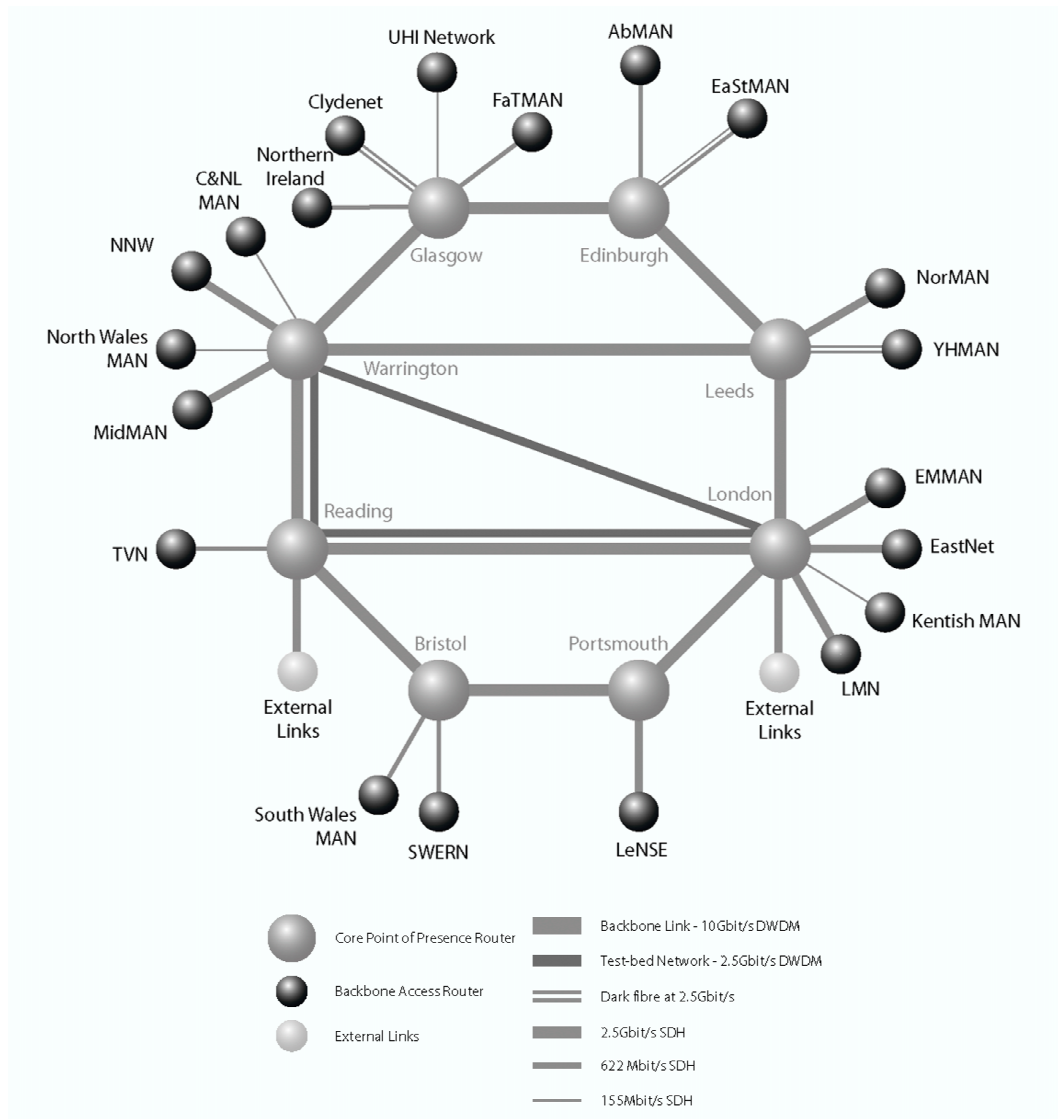 AbMAN
UHI Network
EaStMAN
Clydenet
FaTMAN
Northern
Ireland
C&NL
MAN
NNW
Glasgow
Edinburgh
NorMAN
North Wales
MAN
YHMAN
Warrington
Leeds
MidMAN
EMMAN
London
Reading
EastNet
TVN
Kentish MAN
Bristol
Portsmouth
LMN
External
Links
External
Links
South Wales
MAN
SWERN
LeNSE
Core Point of Presence Router
Backbone Access Router
External Links
Backbone Link - 10Gbit/s DWDM
Test-bed Network - 2.5Gbit/s DWDM
Dark fibre at 2.5Gbit/s
2.5Gbit/s SDH
622 Mbit/s SDH
155Mbit/s SDH